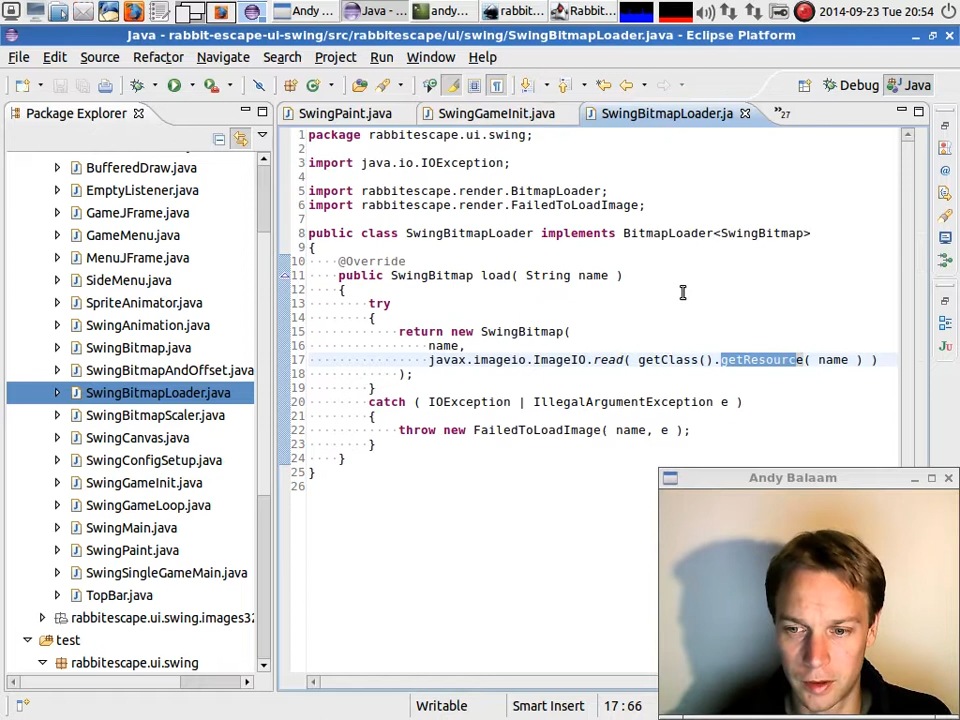 Andy ...
Java - ...
andy...
rabbit...
Rabbit...
2014-09-23 Tue 20:54
Java - rabbit-escape-ui-swing/src/rabbitescape/ui/swing/SwingBitmapLoader.java - Eclipse Platform
File Edit Source Refactor Navigate Search Project Run Window Help
Debug Java
Package Explorer
SwingPaint.java SwingGameInit.java SwingBitmapLoader.ja »27
BufferedDraw.java
EmptyListener.java
GameJFrame.java
GameMenu.java
MenuJFrame.java
SideMenu.java
SpriteAnimator.java
SwingAnimation.java
SwingBitmap.java
SwingBitmapAndOffset.java
SwingBitmapLoader.java
SwingBitmapScaler.java
SwingCanvas.java
SwingConfigSetup.java
SwingGameInit.java
SwingGameLoop.java
SwingMain.java
SwingPaint.java
SwingSingleGameMain.java
TopBar.java
rabbitescape.ui.swing.images32
test
rabbitescape.ui.swing
1 package rabbitescape.ui.swing;
2
3 import java.io.IOException;
4
5 import rabbitescape.render.BitmapLoader;
6 import rabbitescape.render.FailedToLoadImage;
7
8 public class SwingBitmapLoader implements BitmapLoader<SwingBitmap>
9 {
10 ····@Override
11 ····public SwingBitmap load( String name )
12 ····{
13 ········try
14 ········{
15 ············return new SwingBitmap(
16 ················name,
17 ················javax.imageio.ImageIO.read( getClass().getResource( name ) )
18 ············);
19 ········}
20 ········catch ( IOException | IllegalArgumentException e )
21 ········{
22 ············throw new FailedToLoadImage( name, e );
23 ········}
24 ····}
25 }
26
Andy Balaam
Writable Smart Insert 17 : 66